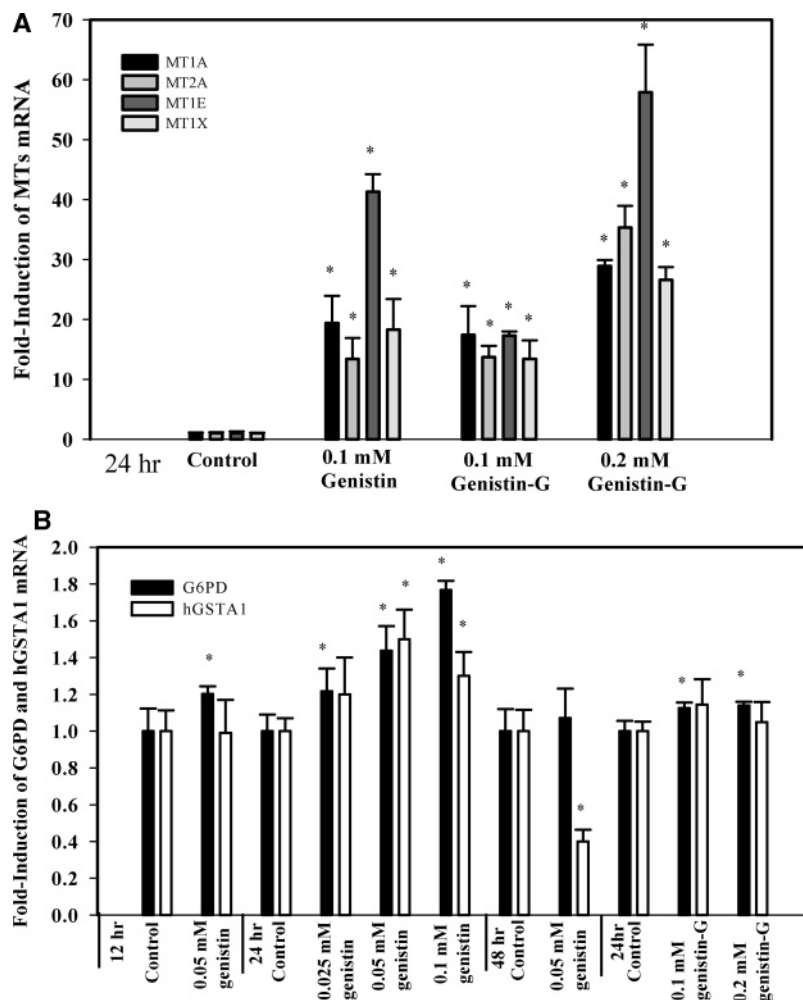 A
Fold-Induction of MTs mRNA
70
60
50
40
30
20
10
0
MT1A
MT2A
MT1E
MT1X
*
*
*
*
*
*
*
*
*
*
*
*
24 hr
Control
0.1 mM
Genistin
0.1 mM
Genistin-G
0.2 mM
Genistin-G
B
Fold-Induction of G6PD and hGSTA1 mRNA
2.0
1.8
1.6
1.4
1.2
1.0
0.8
0.6
0.4
0.2
0.0
G6PD
hGSTA1
*
*
*
*
*
*
*
*
*
12 hr
Control
0.05 mM
genistin
24 hr
Control
0.025 mM
genistin
0.05 mM
genistin
0.1 mM
genistin
48 hr
Control
0.05 mM
genistin
24hr
Control
0.1 mM
genistin-G
0.2 mM
genistin-G